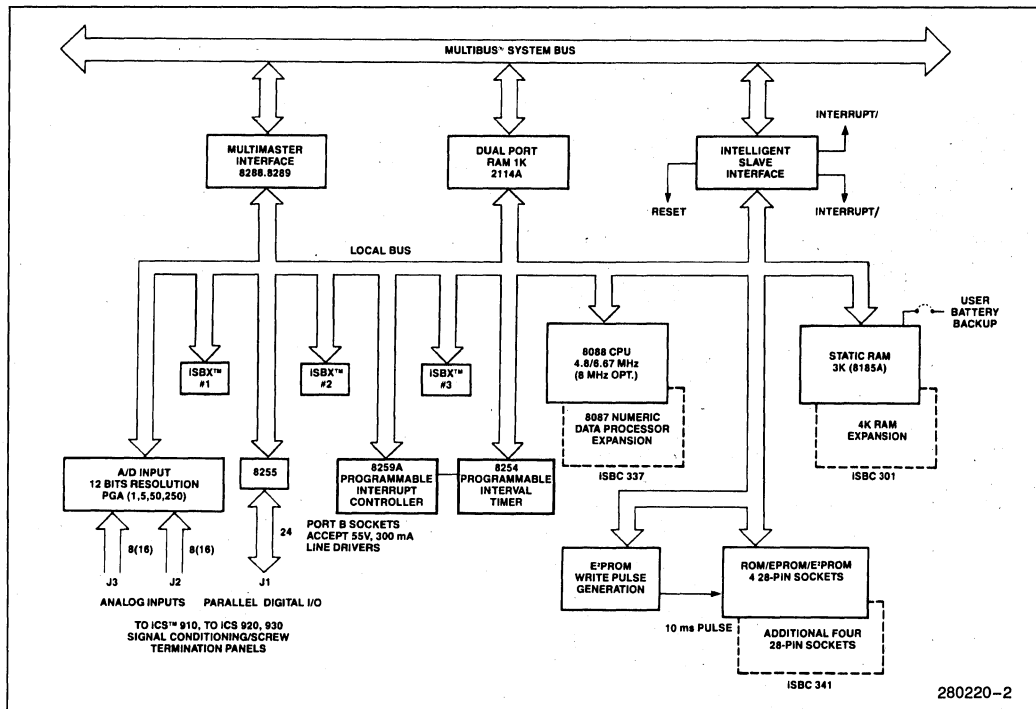 MULTIBUS™ SYSTEM BUS
MULTIMASTER
INTERFACE
8288.8289
DUAL PORT
RAM 1K
2114A
INTELLIGENT
SLAVE
INTERFACE
INTERRUPT/
RESET
INTERRUPT/
LOCAL BUS
iSBX™
#1
iSBX™
#2
iSBX™
#3
8088 CPU
4.8/6.67 MHz
(8 MHz OPT.)
8087 NUMERIC
DATA PROCESSOR
EXPANSION
iSBC 337
USER
BATTERY
BACKUP
STATIC RAM
3K (8185A)
4K RAM
EXPANSION
iSBC 301
A/D INPUT
12 BITS RESOLUTION
PGA (1,5,50,250)
8255
8259A
PROGRAMMABLE
INTERRUPT
CONTROLLER
8254
PROGRAMMABLE
INTERVAL
TIMER
8(16)
8(16)
24
PORT B SOCKETS
ACCEPT 55V, 300 mA
LINE DRIVERS
J3
J2
J1
ANALOG INPUTS
PARALLEL DIGITAL I/O
TO iCS™ 910, TO iCS 920, 930
SIGNAL CONDITIONING/SCREW
TERMINATION PANELS
E²PROM
WRITE PULSE
GENERATION
10 ms PULSE
ROM/EPROM/E²PROM
4 28-PIN SOCKETS
ADDITIONAL FOUR
28-PIN SOCKETS
iSBC 341
280220–2